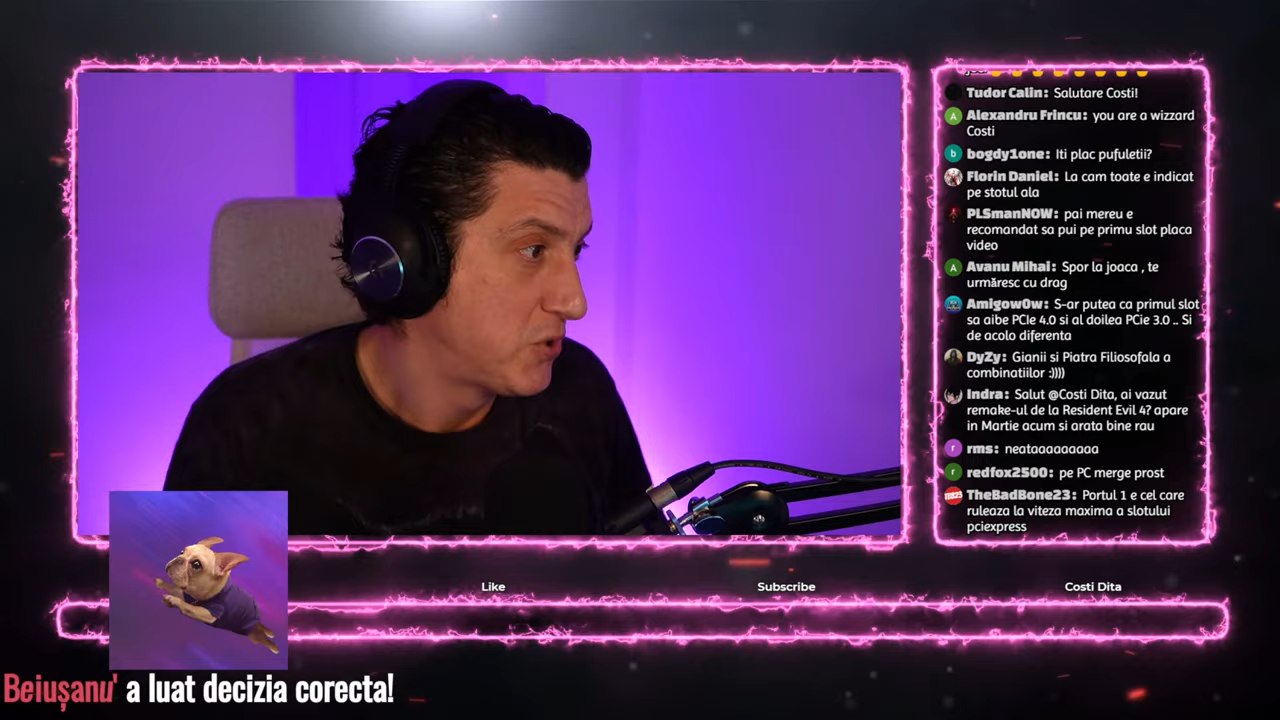 Tudor Calin: Salutare Costi!
A Alexandru Frincu: you are a wizzard
Costi
b bogdy1one: Iti plac pufuletii?
Florin Daniel: La cam toate e indicat
pe stotul ala
PLSmanNOW: pai mereu e
recomandat sa pui pe primu slot placa
video
A Avanu Mihai: Spor la joaca , te
urmăresc cu drag
Amigow0w: S-ar putea ca primul slot
sa aibe PCIe 4.0 si al doilea PCie 3.0 .. Si
de acolo diferenta
DyZy: Gianii si Piatra Filosofala a
combinatiilor :))))
Indra: Salut @Costi Dita, ai vazut
remake-ul de la Resident Evil 4? apare
in Martie acum si arata bine rau
r rms: neataaaaaaaaa
r redfox2500: pe PC merge prost
TBB23 TheBadBone23: Portul 1 e cel care
ruleaza la viteza maxima a slotului
pciexpress
Like Subscribe Costi Dita
Beiușanu' a luat decizia corecta!